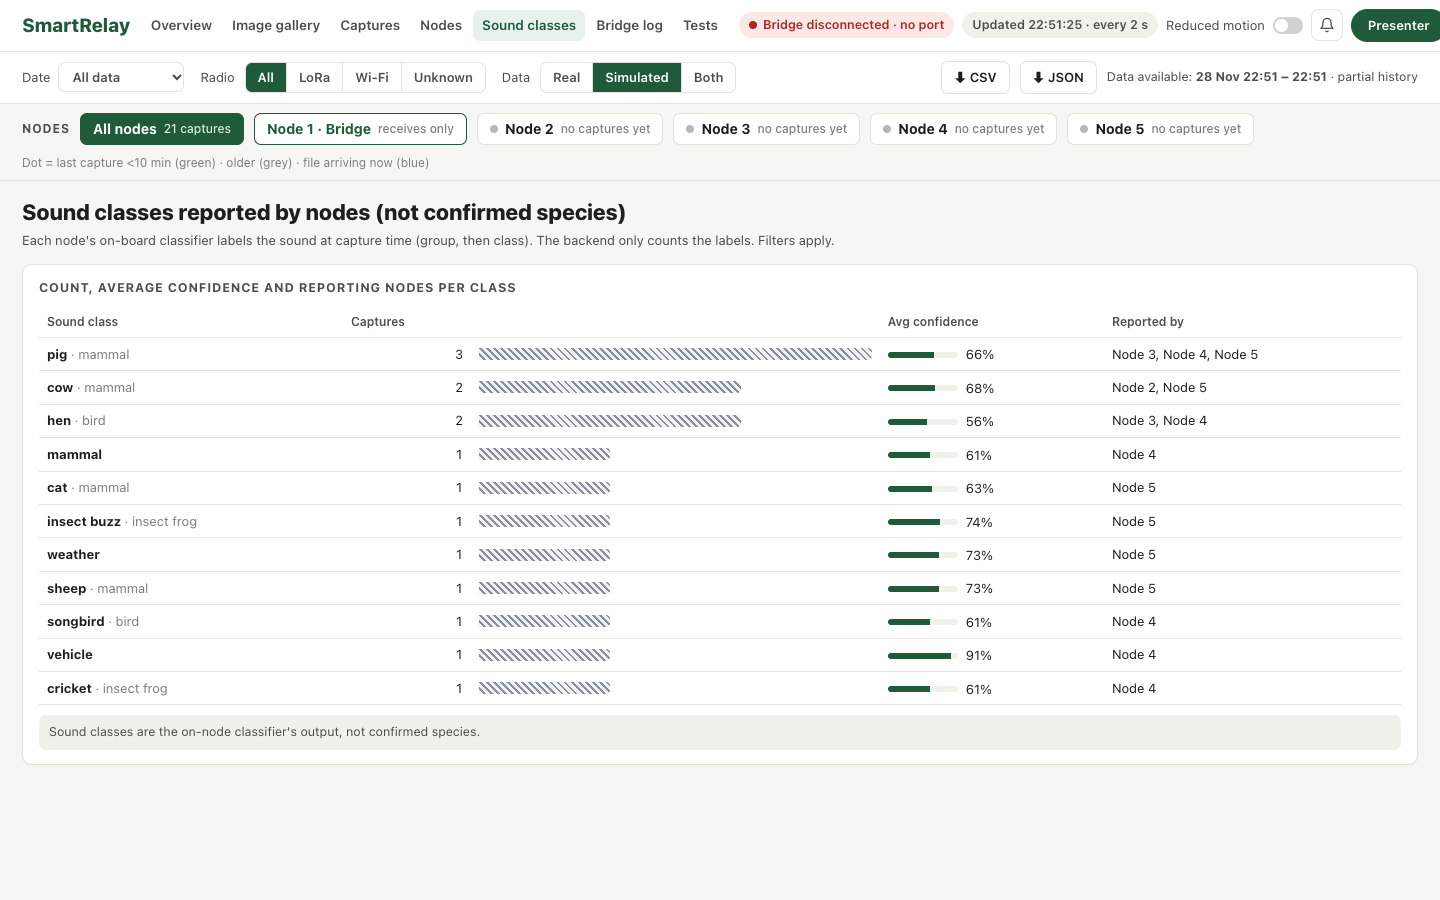 SmartRelay Overview Image gallery Captures Nodes Sound classes Bridge log Tests Bridge disconnected · no port Updated 22:51:25 · every 2 s Reduced motion Presenter
Date All data Radio All LoRa Wi-Fi Unknown Data Real Simulated Both CSV JSON Data available: 28 Nov 22:51 – 22:51 · partial history
NODES All nodes 21 captures Node 1 · Bridge receives only Node 2 no captures yet Node 3 no captures yet Node 4 no captures yet Node 5 no captures yet
Dot = last capture <10 min (green) · older (grey) · file arriving now (blue)
Sound classes reported by nodes (not confirmed species)
Each node's on-board classifier labels the sound at capture time (group, then class). The backend only counts the labels. Filters apply.
COUNT, AVERAGE CONFIDENCE AND REPORTING NODES PER CLASS
Sound class Captures Avg confidence Reported by
pig · mammal 3 66% Node 3, Node 4, Node 5
cow · mammal 2 68% Node 2, Node 5
hen · bird 2 56% Node 3, Node 4
mammal 1 61% Node 4
cat · mammal 1 63% Node 5
insect buzz · insect frog 1 74% Node 5
weather 1 73% Node 5
sheep · mammal 1 73% Node 5
songbird · bird 1 61% Node 4
vehicle 1 91% Node 4
cricket · insect frog 1 61% Node 4
Sound classes are the on-node classifier's output, not confirmed species.